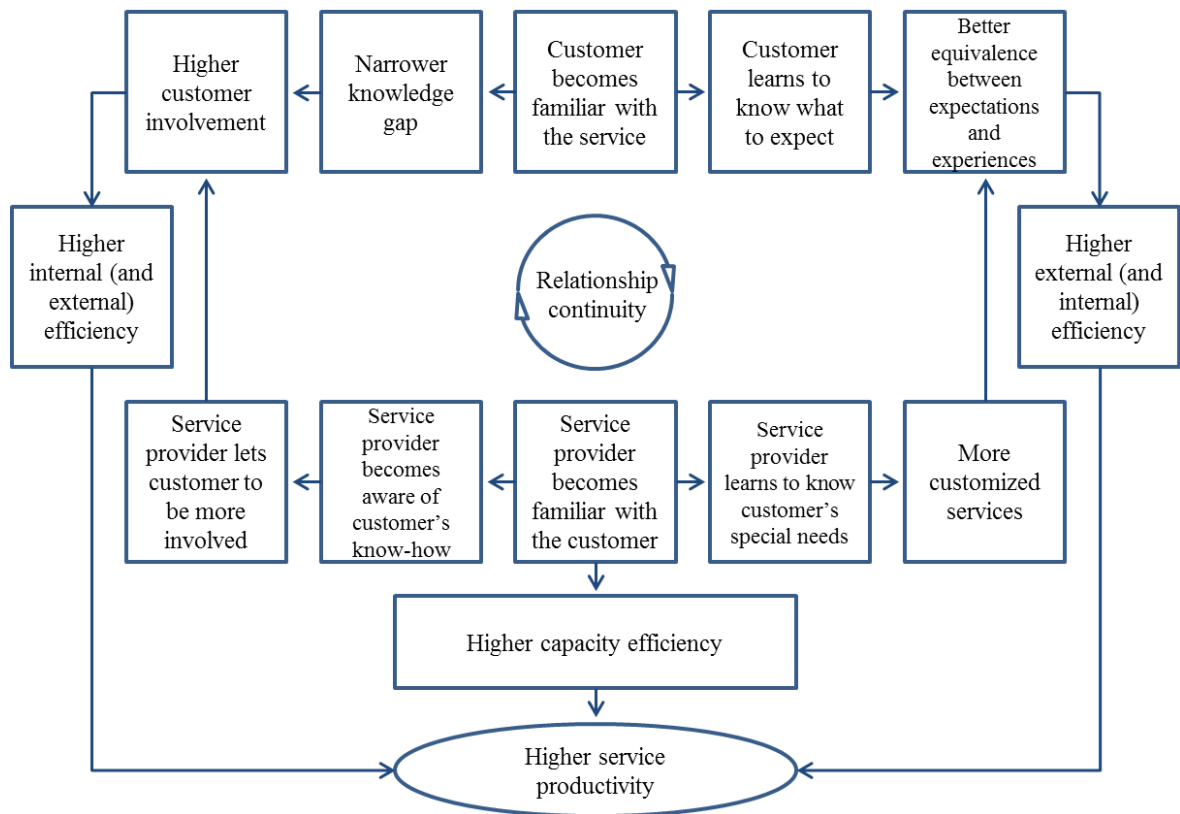 Higher
customer
involvement
Narrower
knowledge
gap
Customer
becomes
familiar with
the service
Customer
learns to
know what
to expect
Better
equivalence
between
expectations
and
experiences
Higher
internal (and
external)
efficiency
Relationship
continuity
Higher
external (and
internal)
efficiency
Service
provider lets
customer to
be more
involved
Service
provider
becomes
aware of
customer’s
know-how
Service
provider
becomes
familiar with
the customer
Service
provider
learns to know
customer’s
special needs
More
customized
services
Higher capacity efficiency
Higher service
productivity